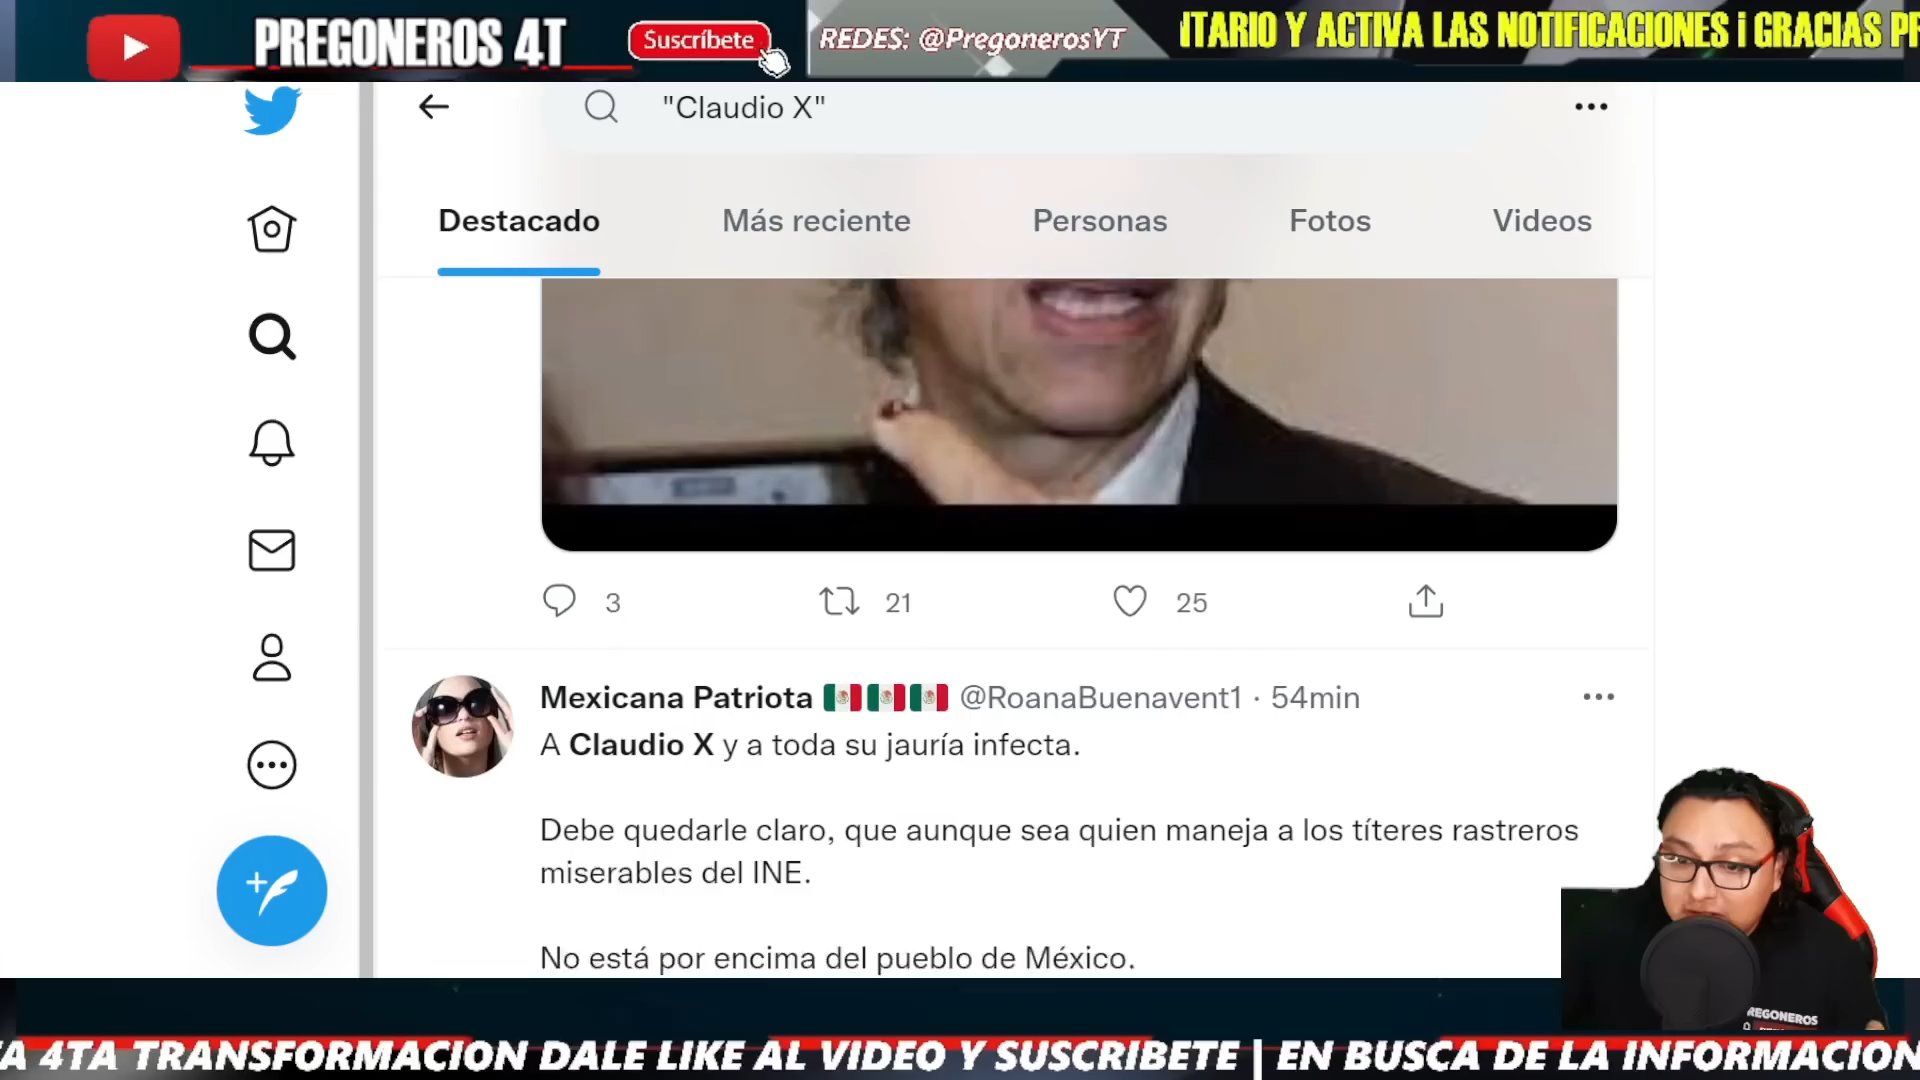 PREGONEROS 4T
Suscríbete
REDES: @PregonerosYT
ITARIO Y ACTIVA LAS NOTIFICACIONES ¡ GRACIAS PR
"Claudio X"
Destacado
Más reciente
Personas
Fotos
Videos
3
21
25
Mexicana Patriota 🇲🇽🇲🇽🇲🇽 @RoanaBuenavent1 · 54min
A Claudio X y a toda su jauría infecta.
Debe quedarle claro, que aunque sea quien maneja a los títeres rastreros
miserables del INE.
No está por encima del pueblo de México.
REGONEROS
A 4TA TRANSFORMACION DALE LIKE AL VIDEO Y SUSCRIBETE | EN BUSCA DE LA INFORMACION